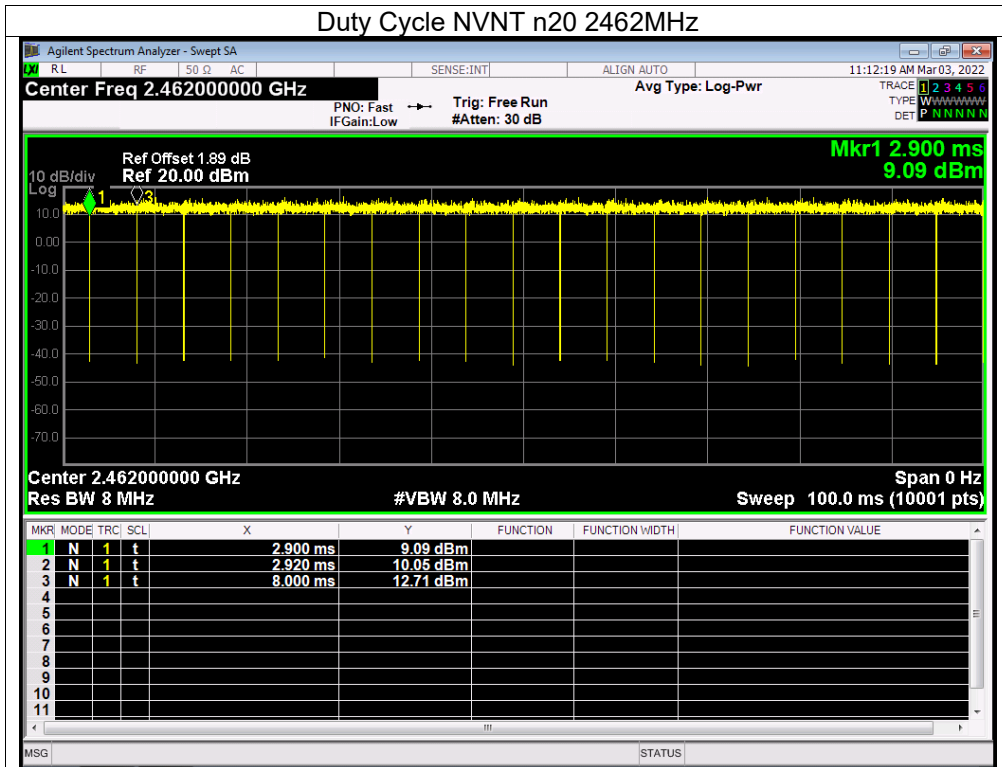 Duty Cycle NVNT n20 2462MHz
Agilent Spectrum Analyzer - Swept SA
LXI RL RF 50 Ω AC SENSE:INT ALIGN AUTO 11:12:19 AM Mar 03, 2022
Center Freq 2.462000000 GHz Avg Type: Log-Pwr TRACE 1 2 3 4 5 6
PNO: Fast Trig: Free Run TYPE WWWWWW
IFGain:Low #Atten: 30 dB DET P N N N N N
Mkr1 2.900 ms
Ref Offset 1.89 dB
10 dB/div Ref 20.00 dBm 9.09 dBm
Log
1 3
10.0
0.00
-10.0
-20.0
-30.0
-40.0
-50.0
-60.0
-70.0
Center 2.462000000 GHz Span 0 Hz
Res BW 8 MHz #VBW 8.0 MHz Sweep 100.0 ms (10001 pts)
MKR MODE TRC SCL X Y FUNCTION FUNCTION WIDTH FUNCTION VALUE
1 N 1 t 2.900 ms 9.09 dBm
2 N 1 t 2.920 ms 10.05 dBm
3 N 1 t 8.000 ms 12.71 dBm
4
5
6
7
8
9
10
11
MSG STATUS